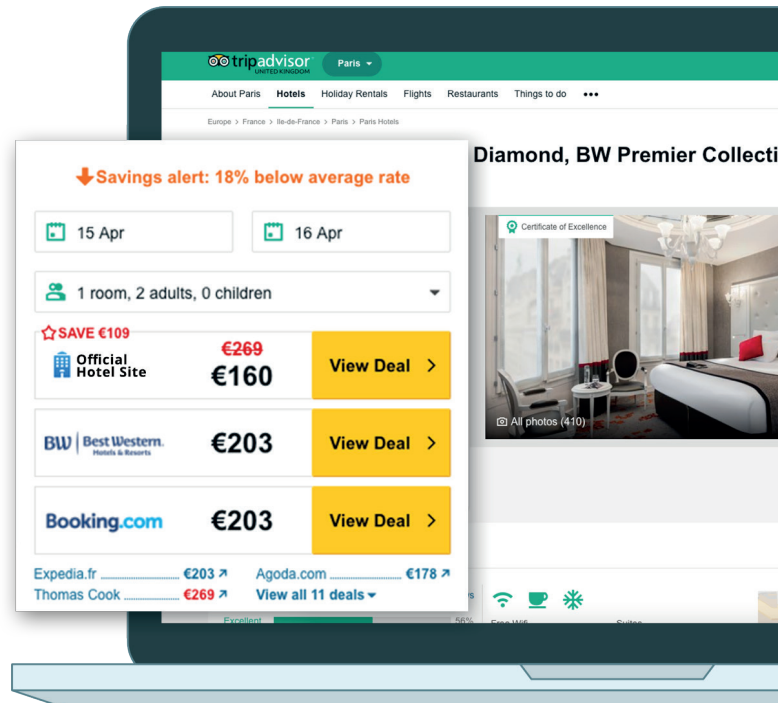 tripadvisor
UNITED KINGDOM
Paris
About Paris Hotels Holiday Rentals Flights Restaurants Things to do •••
Europe > France > Ile-de-France > Paris > Paris Hotels
Diamond, BW Premier Collecti
Certificate of Excellence
All photos (410)
Savings alert: 18% below average rate
15 Apr 16 Apr
1 room, 2 adults, 0 children
SAVE €109
Official
Hotel Site
€269
€160
View Deal >
BW Best Western.
Hotels & Resorts
€203
View Deal >
Booking.com
€203
View Deal >
Expedia.fr €203 Agoda.com €178
Thomas Cook €269 View all 11 deals
Excellent 56%
Free Wifi Suites